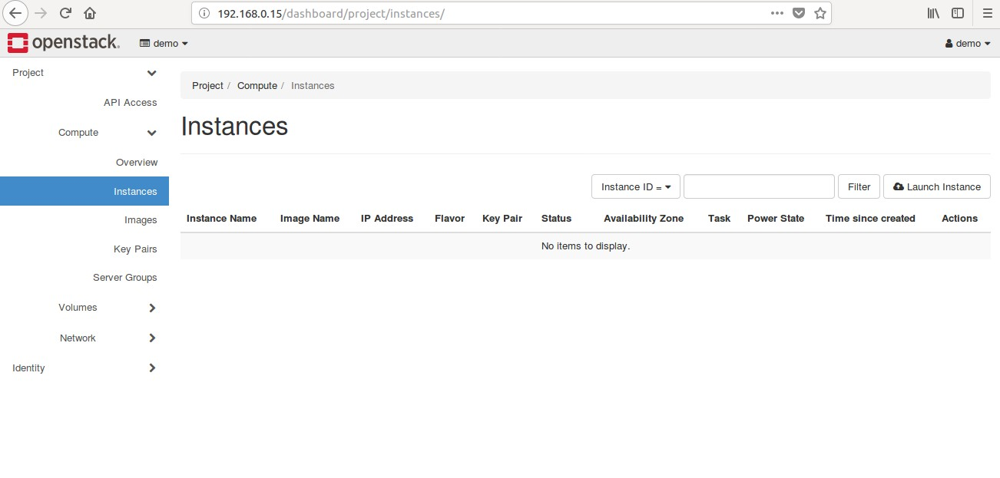 192.168.0.15/dashboard/project/instances/
openstack. demo demo
Project
API Access
Compute
Overview
Instances
Images
Key Pairs
Server Groups
Volumes
Network
Identity
Project / Compute / Instances
Instances
Instance ID = Filter Launch Instance
Instance Name Image Name IP Address Flavor Key Pair Status Availability Zone Task Power State Time since created Actions
No items to display.